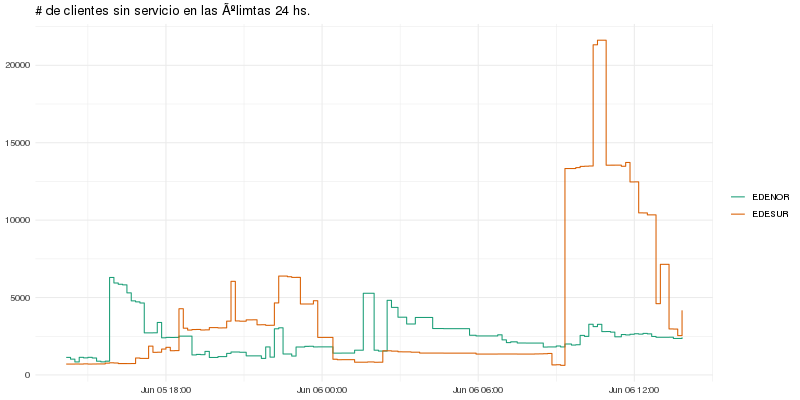 # de clientes sin servicio en las Ãºlimtas 24 hs.
20000
15000
10000
5000
0
Jun 05 18:00
Jun 06 00:00
Jun 06 06:00
Jun 06 12:00
EDENOR
EDESUR